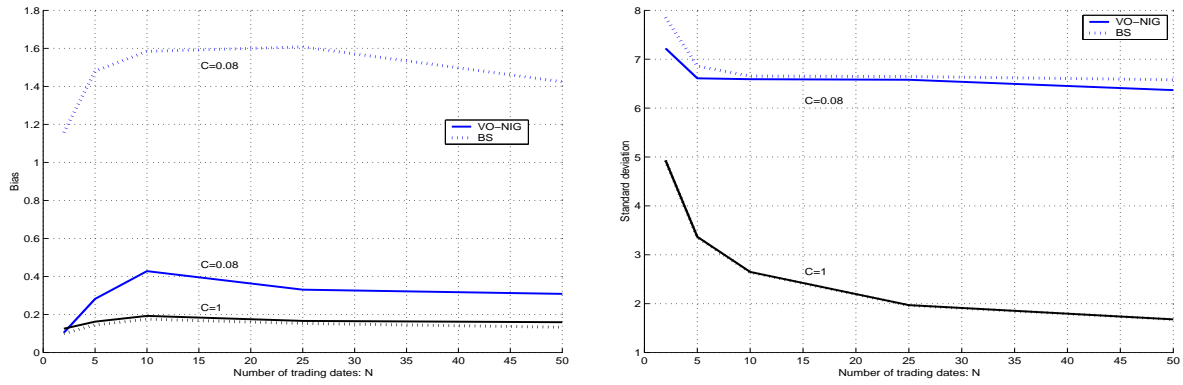 1.8
1.6
1.4
1.2
1
0.8
0.6
0.4
0.2
0
Bias
C=0.08
VO−NIG
BS
C=0.08
C=1
0 5 10 15 20 25 30 35 40 45 50
Number of trading dates: N
8
7
6
5
4
3
2
1
Standard deviation
VO−NIG
BS
C=0.08
C=1
0 5 10 15 20 25 30 35 40 45 50
Number of trading dates: N